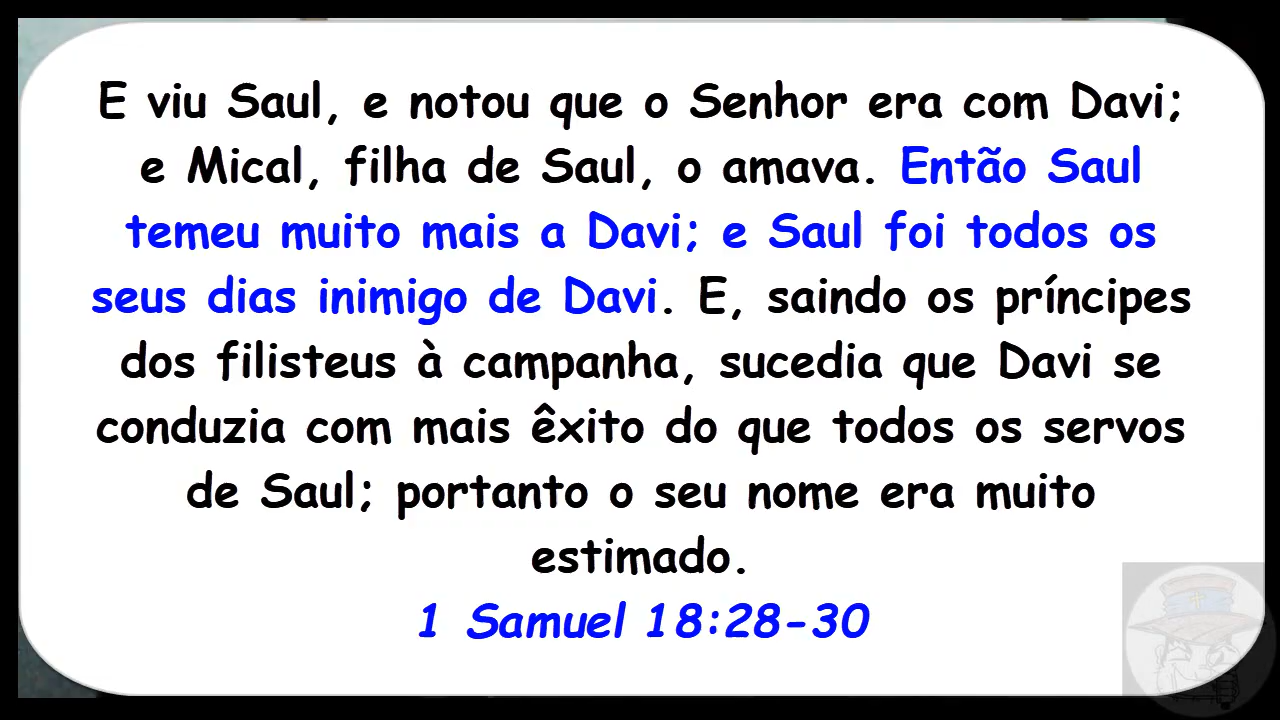 E viu Saul, e notou que o Senhor era com Davi;
e Mical, filha de Saul, o amava. Então Saul
temeu muito mais a Davi; e Saul foi todos os
seus dias inimigo de Davi. E, saindo os príncipes
dos filisteus à campanha, sucedia que Davi se
conduzia com mais êxito do que todos os servos
de Saul; portanto o seu nome era muito
estimado.
1 Samuel 18:28-30